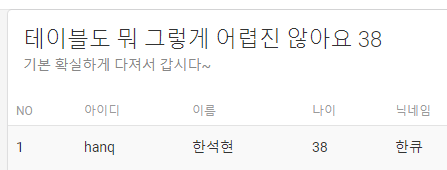 테이블도 뭐 그렇게 어렵진 않아요 38
기본 확실하게 다져서 갑시다~
NO 아이디 이름 나이 닉네임
1 hanq 한석현 38 한큐